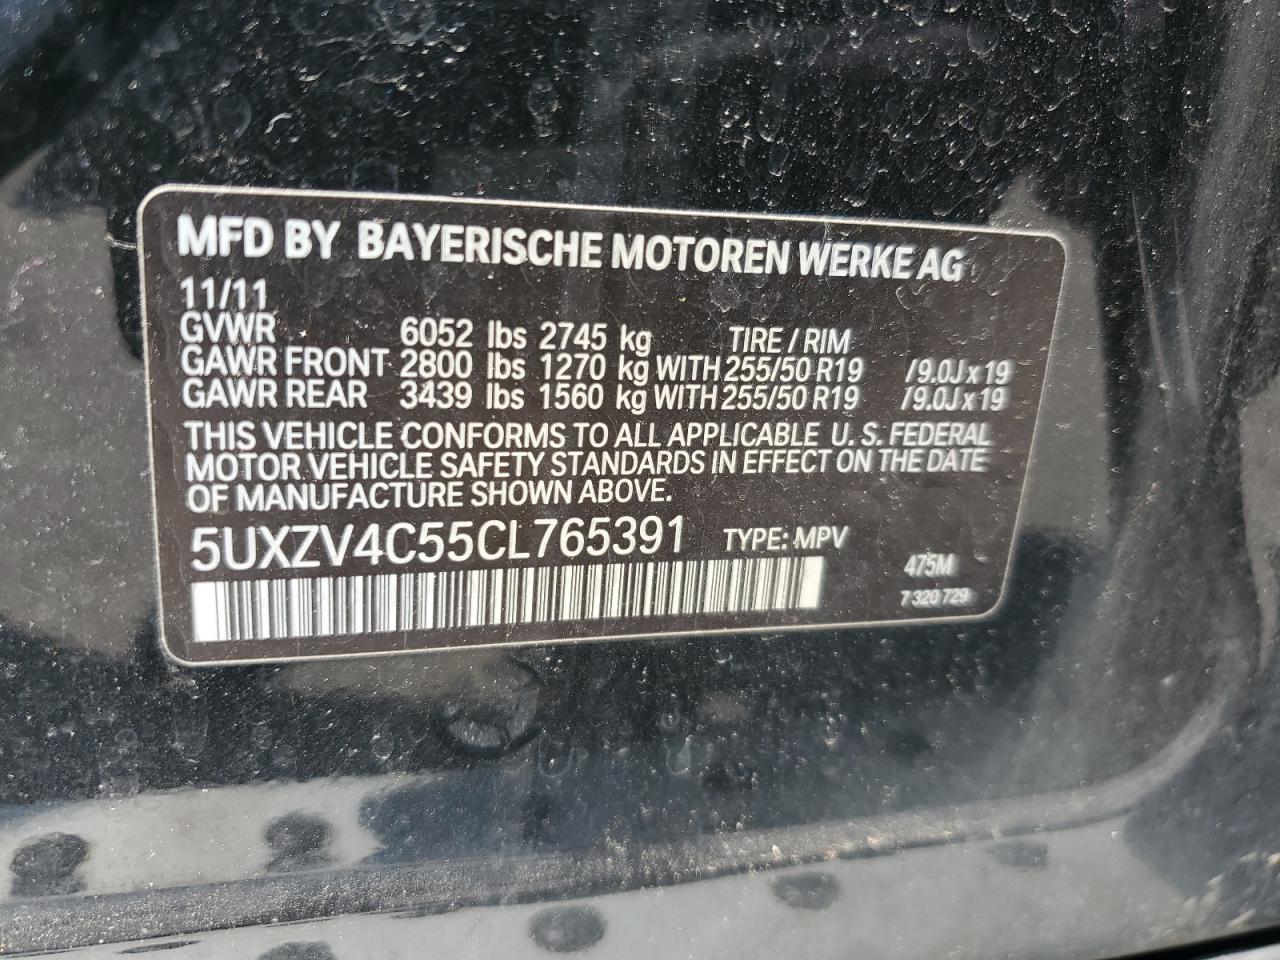 MFD BY BAYERISCHE MOTOREN WERKE AG
11/11
GVWR 6052 lbs 2745 kg TIRE / RIM
GAWR FRONT 2800 lbs 1270 kg WITH 255/50 R19 /9.0J x 19
GAWR REAR 3439 lbs 1560 kg WITH 255/50 R19 /9.0J x 19
THIS VEHICLE CONFORMS TO ALL APPLICABLE U.S. FEDERAL
MOTOR VEHICLE SAFETY STANDARDS IN EFFECT ON THE DATE
OF MANUFACTURE SHOWN ABOVE.
5UXZV4C55CL765391 TYPE: MPV
475M
7 320 729